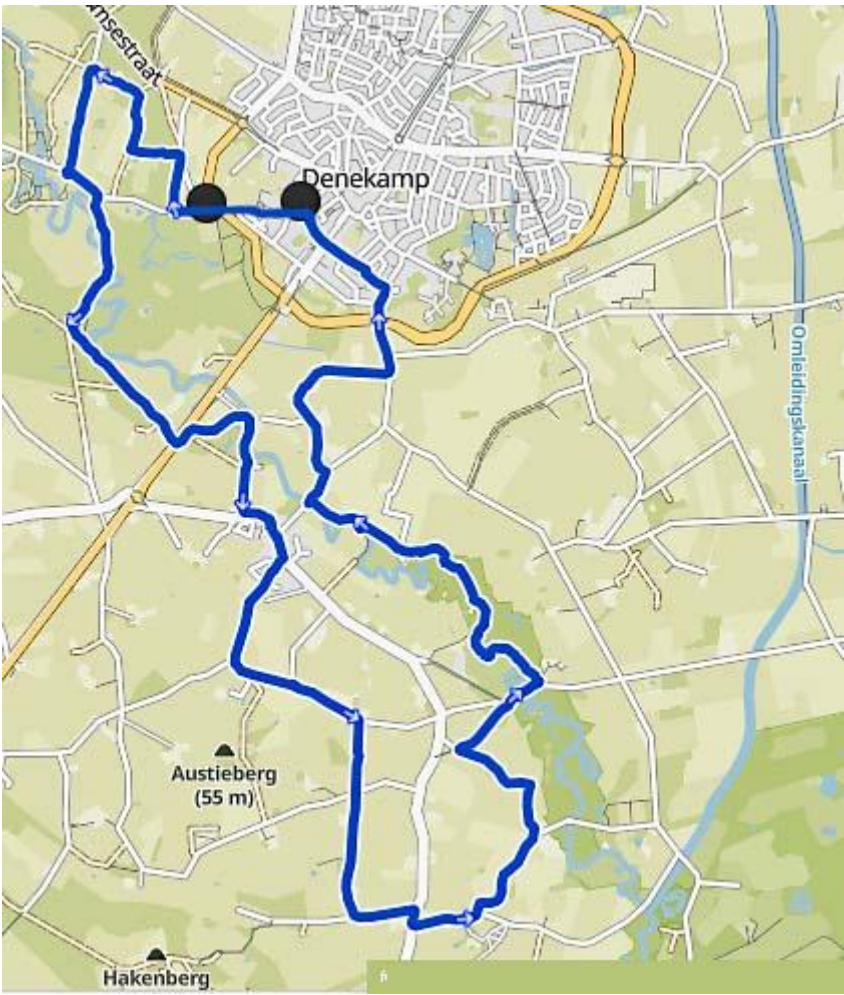 msestraat
Denekamp
Omleidingskanaal
Austieberg
(55 m)
Hakenberg